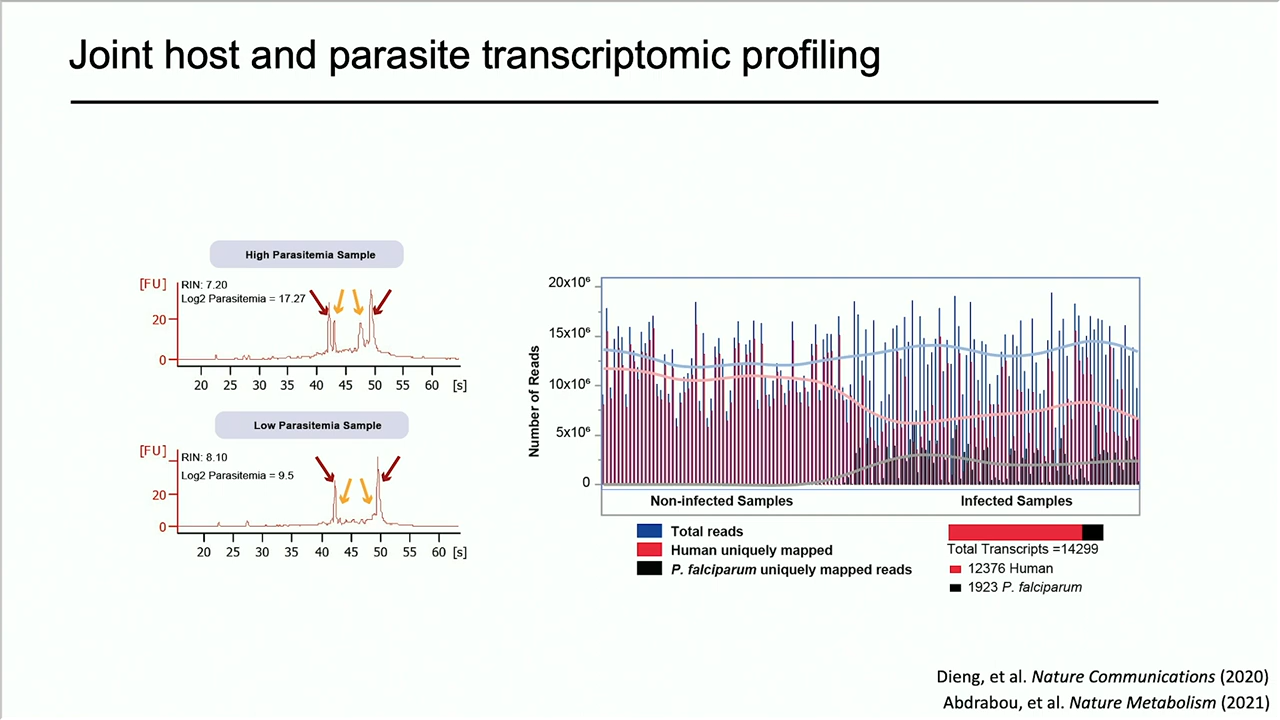 Joint host and parasite transcriptomic profiling
High Parasitemia Sample
[FU]
RIN: 7.20
Log2 Parasitemia = 17.27
20
0
20 25 30 35 40 45 50 55 60 [s]
Low Parasitemia Sample
[FU]
RIN: 8.10
Log2 Parasitemia = 9.5
20
0
20 25 30 35 40 45 50 55 60 [s]
Number of Reads
20x10⁶
15x10⁶
10x10⁶
5x10⁶
0
Non-infected Samples Infected Samples
Total reads
Human uniquely mapped
P. falciparum uniquely mapped reads
Total Transcripts =14299
12376 Human
1923 P. falciparum
Dieng, et al. Nature Communications (2020)
Abdrabou, et al. Nature Metabolism (2021)